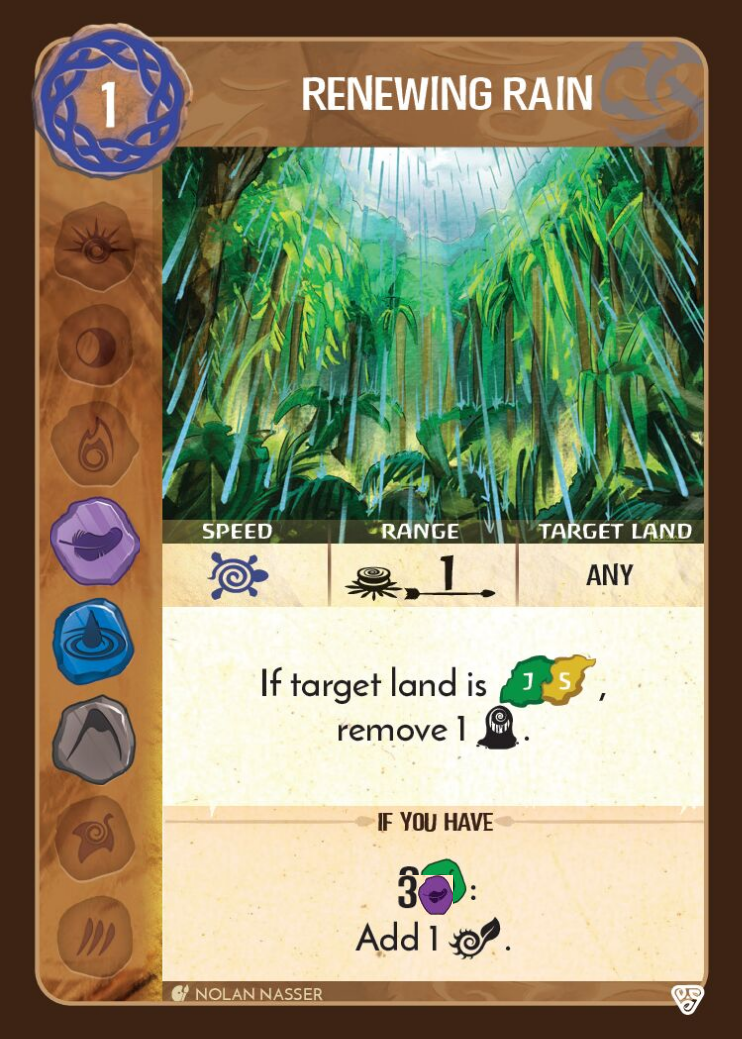 1
RENEWING RAIN
SPEED RANGE TARGET LAND
1 ANY
If target land is J S ,
remove 1 .
IF YOU HAVE
3 :
Add 1 .
NOLAN NASSER